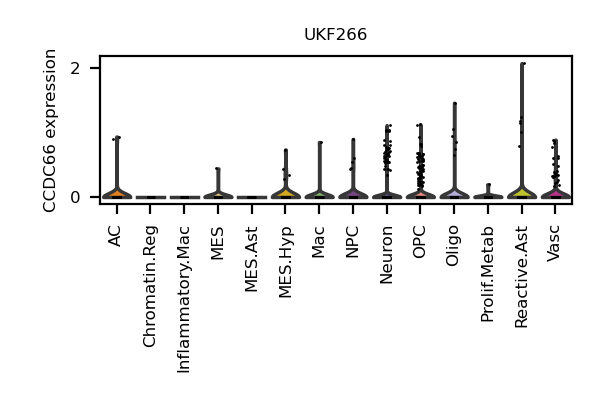 UKF266
CCDC66 expression
2
0
AC
Chromatin.Reg
Inflammatory.Mac
MES
MES.Ast
MES.Hyp
Mac
NPC
Neuron
OPC
Oligo
Prolif.Metab
Reactive.Ast
Vasc